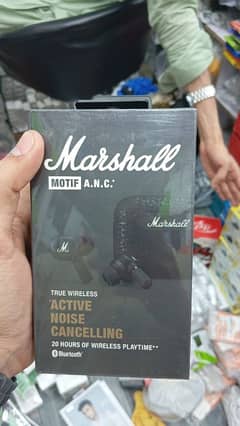 Marshall
MOTIF A.N.C.*
Marshall
M.
TRUE WIRELESS
ACTIVE
NOISE
CANCELLING
20 HOURS OF WIRELESS PLAYTIME**
Bluetooth®